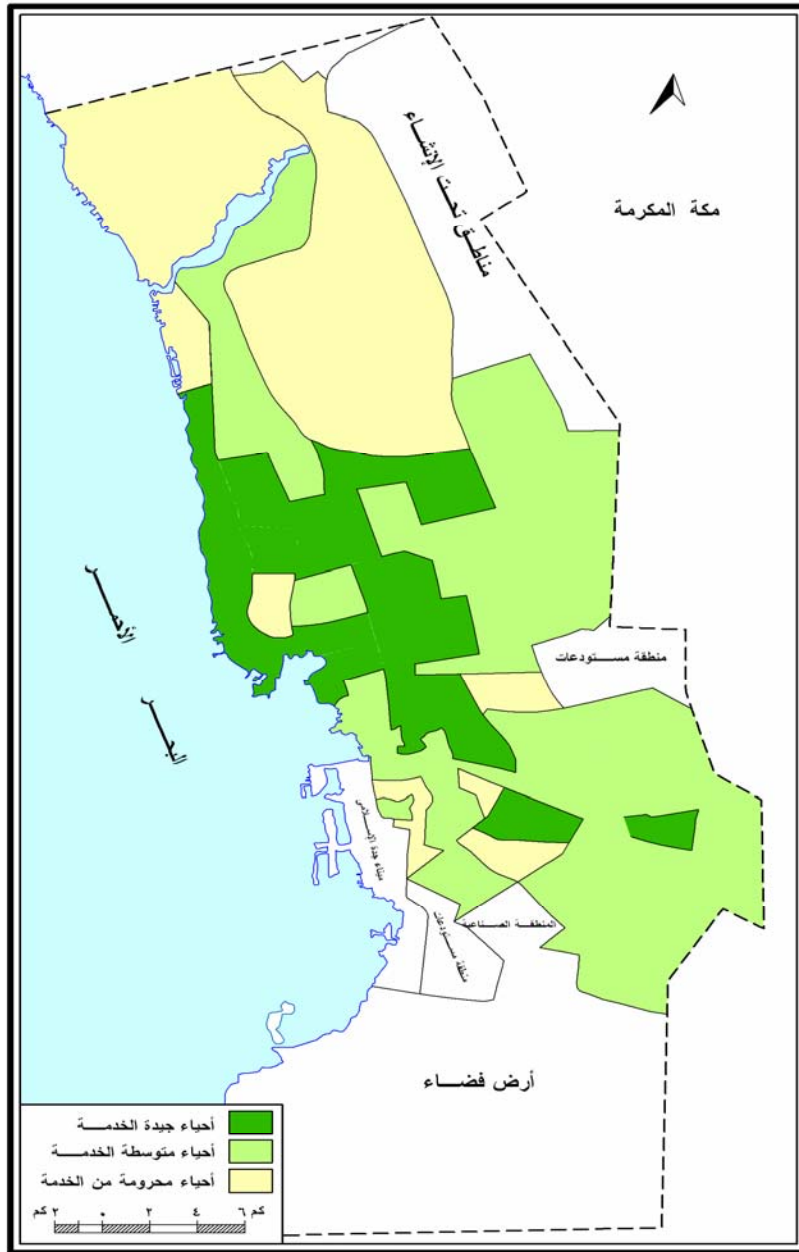 مكة المكرمة
مناطق تحت الإنشاء
البحر الأحمر
منطقة مستودعات
ميناء جدة الإسلامي
المنطقة الصناعية
منطقة مستودعات
أرض فضاء
أحياء جيدة الخدمة
أحياء متوسطة الخدمة
أحياء محرومة من الخدمة
كم ٢ ٠ ٢ ٤ ٦ كم